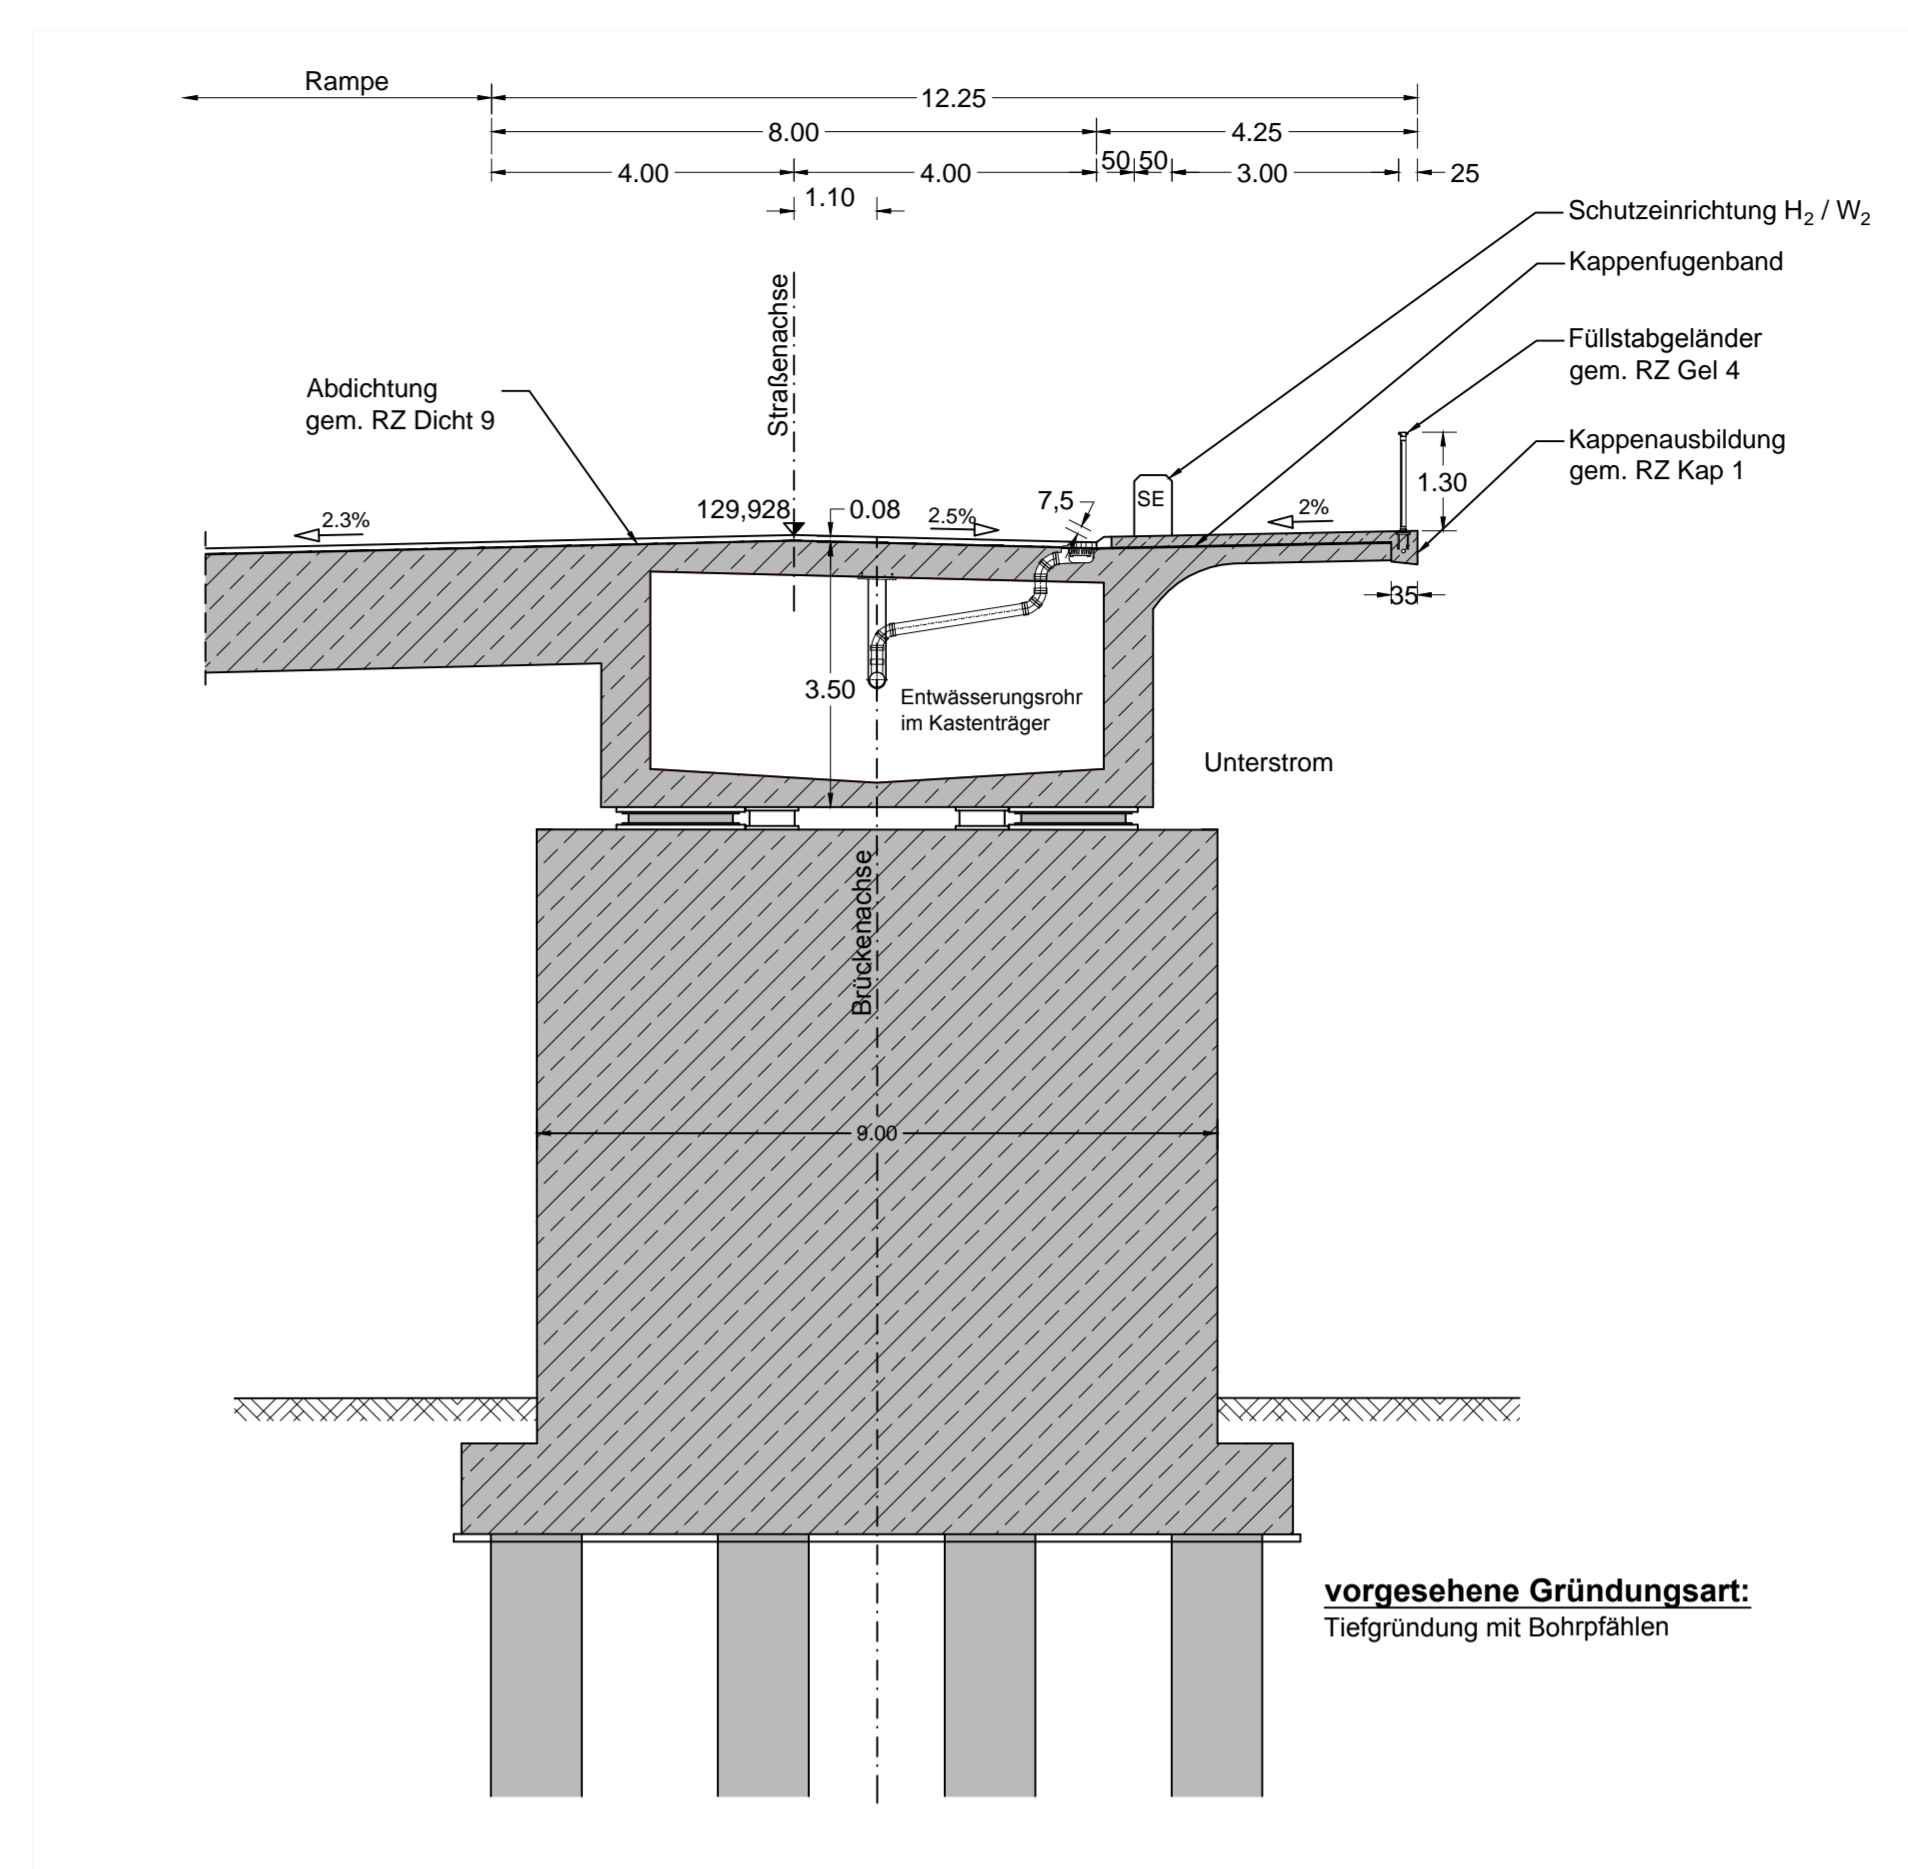 Rampe
12.25
8.00
4.25
4.00
4.00
50
50
3.00
25
1.10
Schutzeinrichtung H₂ / W₂
Kappenfugenband
Straßenachse
Füllstabgeländer
gem. RZ Gel 4
Abdichtung
gem. RZ Dicht 9
Kappenausbildung
gem. RZ Kap 1
1.30
SE
7,5
129,928
0.08
2.5%
2.3%
2%
35
3.50
Entwässerungsrohr
im Kastenträger
Unterstrom
Brückenachse
9.00
vorgesehene Gründungsart:
Tiefgründung mit Bohrpfählen